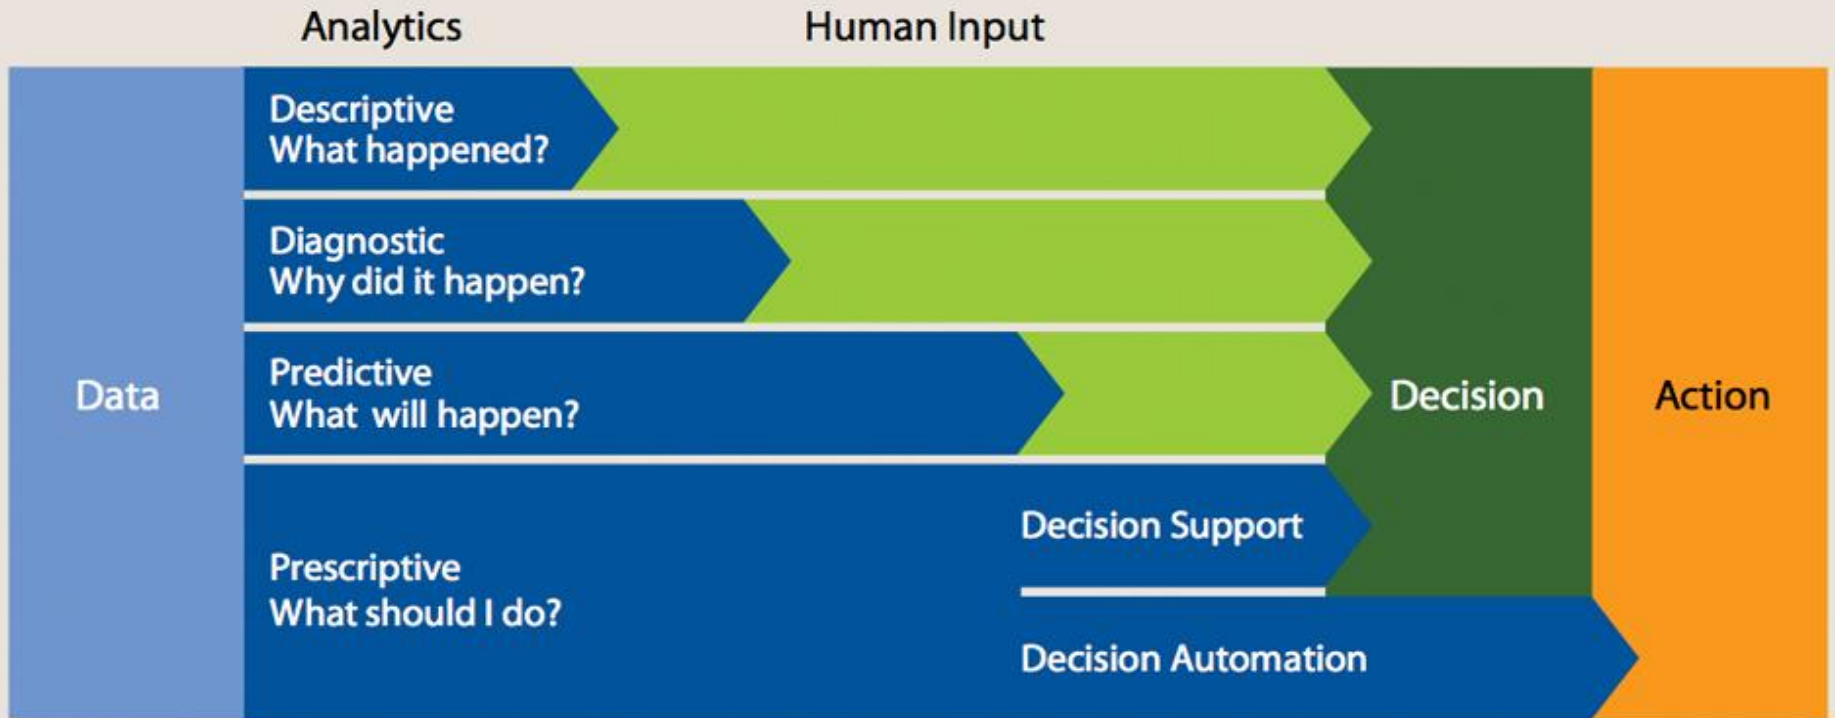 Analytics
Human Input
Descriptive
What happened?
Diagnostic
Why did it happen?
Predictive
What will happen?
Data
Decision
Action
Decision Support
Prescriptive
What should I do?
Decision Automation